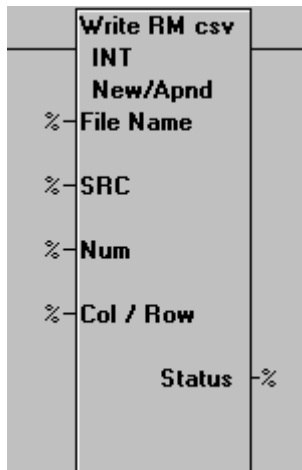 Write RM csv
INT
New/Apnd
% File Name
% SRC
% Num
% Col / Row
Status %